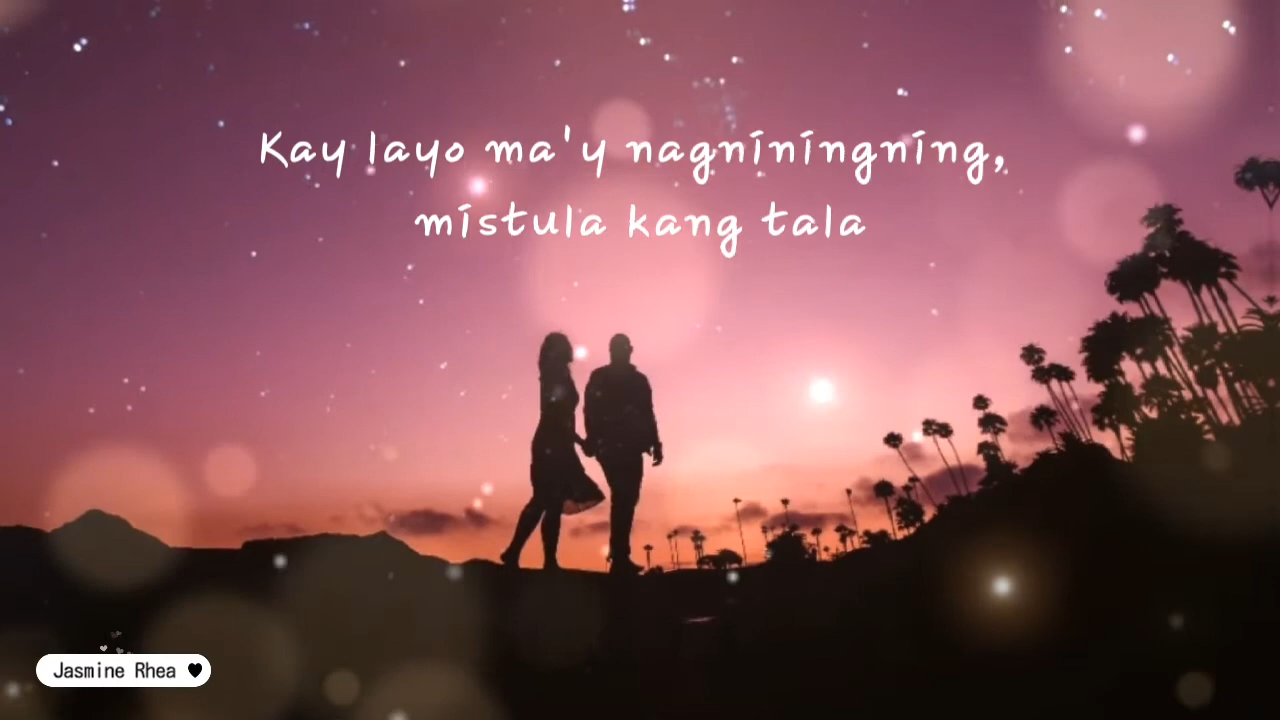 Kay layo ma'y nagniningning,
mistula kang tala
Jasmine Rhea 🖤